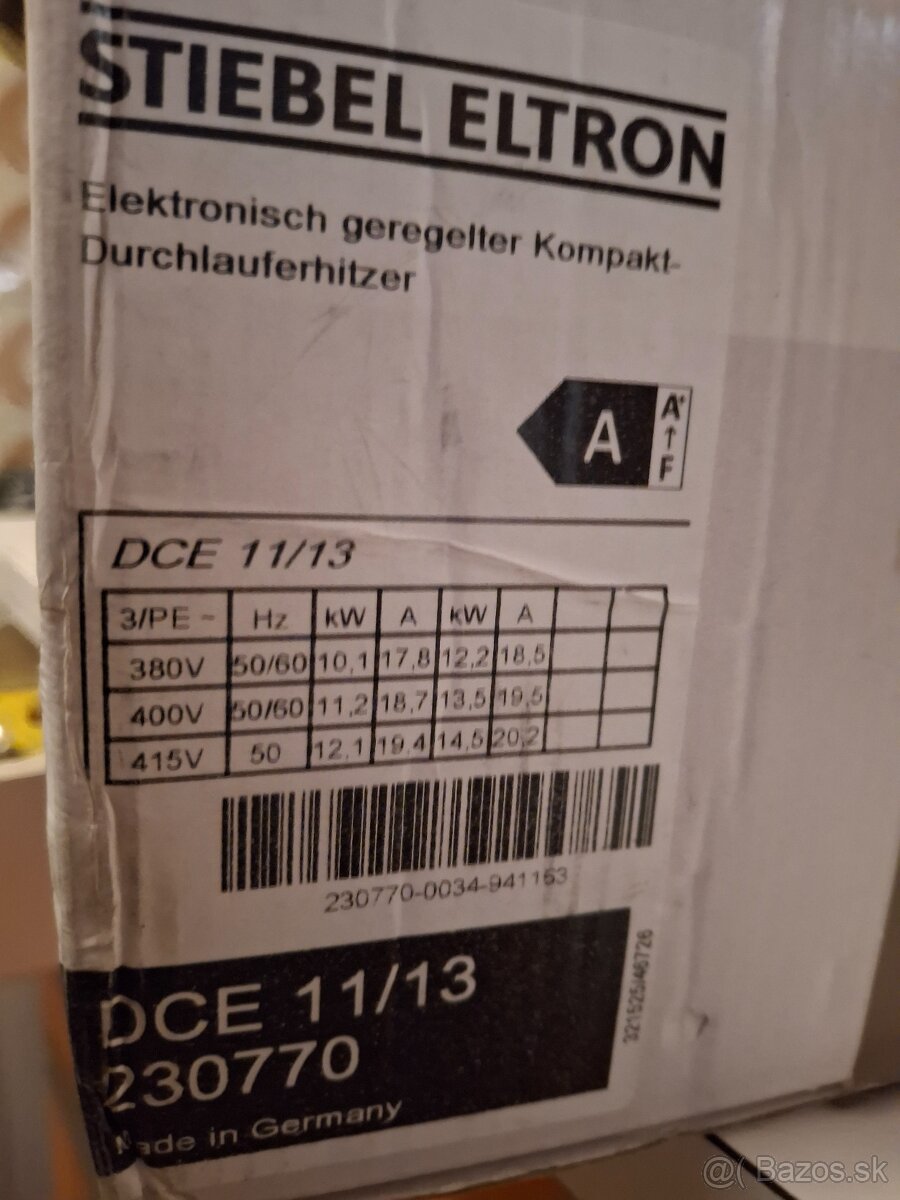 STIEBEL ELTRON
Elektronisch geregelter Kompakt-
Durchlauferhitzer
A
A+
↑
F
DCE 11/13
3/PE ~ Hz kW A kW A
380V 50/60 10,1 17,8 12,2 18,5
400V 50/60 11,2 18,7 13,5 19,5
415V 50 12,1 19,4 14,5 20,2
230770-0034-941163
DCE 11/13
230770
Made in Germany
321525/46726
@( Bazos.sk